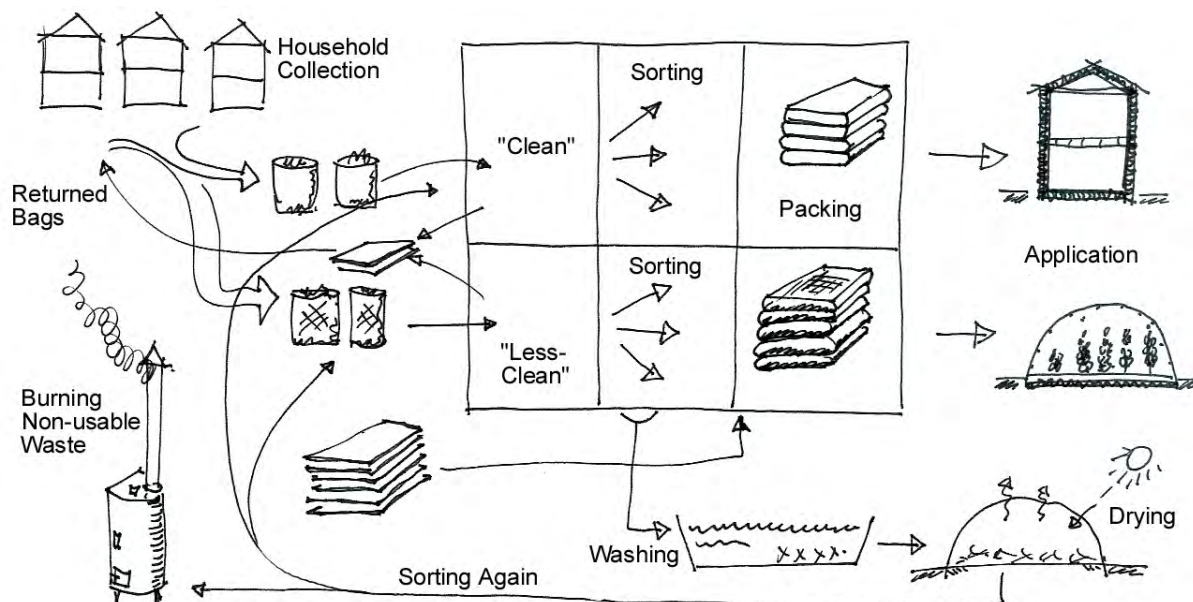 Household
Collection
Sorting
"Clean"
Returned
Bags
Packing
Sorting
Application
"Less-
Clean"
Burning
Non-usable
Waste
Drying
Washing
Sorting Again